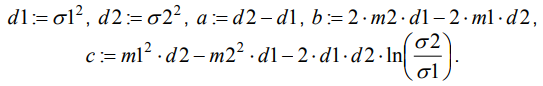 d1 := σ1², d2 := σ2², a := d2 − d1, b := 2 · m2 · d1 − 2 · m1 · d2,
c := m1² · d2 − m2² · d1 − 2 · d1 · d2 · ln(σ2/σ1).